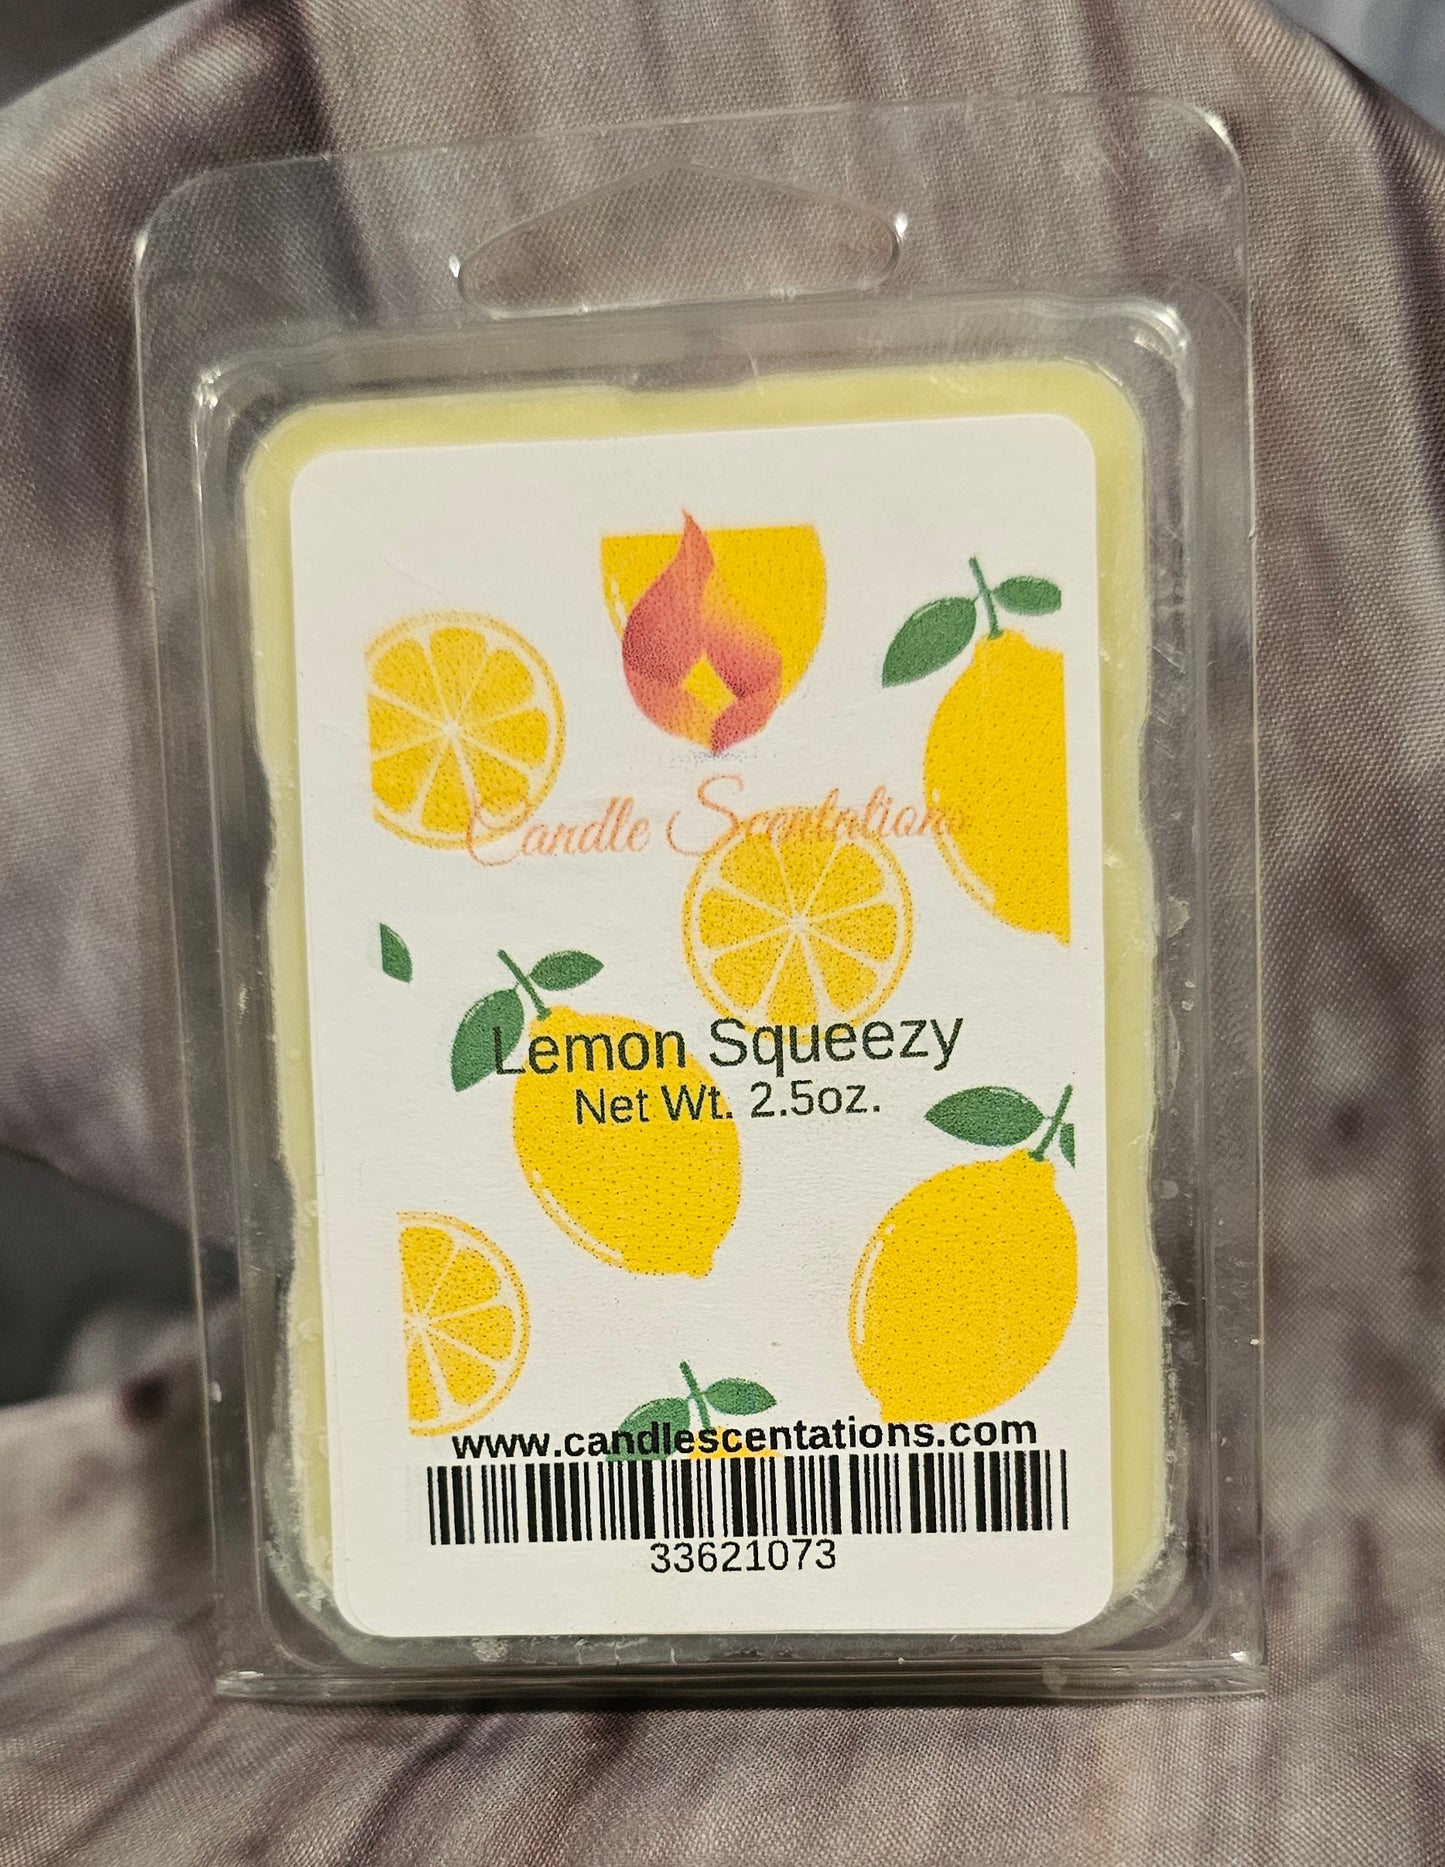 Candle Scentations
Lemon Squeezy
Net Wt. 2.5oz.
www.candlescentations.com
33621073